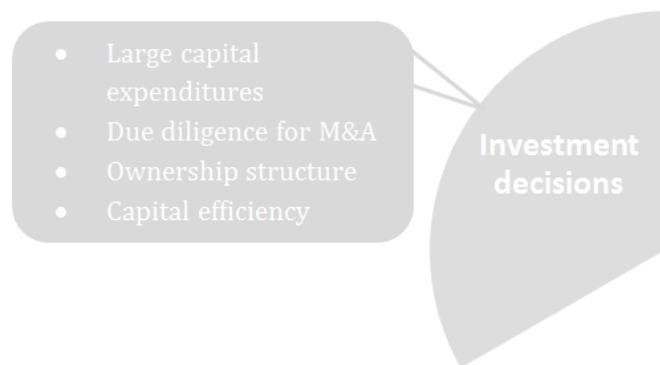 • Large capital
expenditures
• Due diligence for M&A
• Ownership structure
• Capital efficiency
Investment
decisions